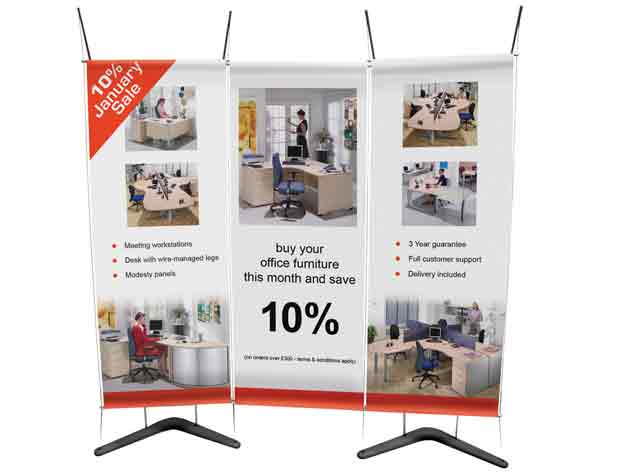 10%
January
Sale
Meeting workstations
Desk with wire-managed legs
Modesty panels
buy your
office furniture
this month and save
10%
(on orders over £300 - terms & conditions apply)
3 Year guarantee
Full customer support
Delivery included